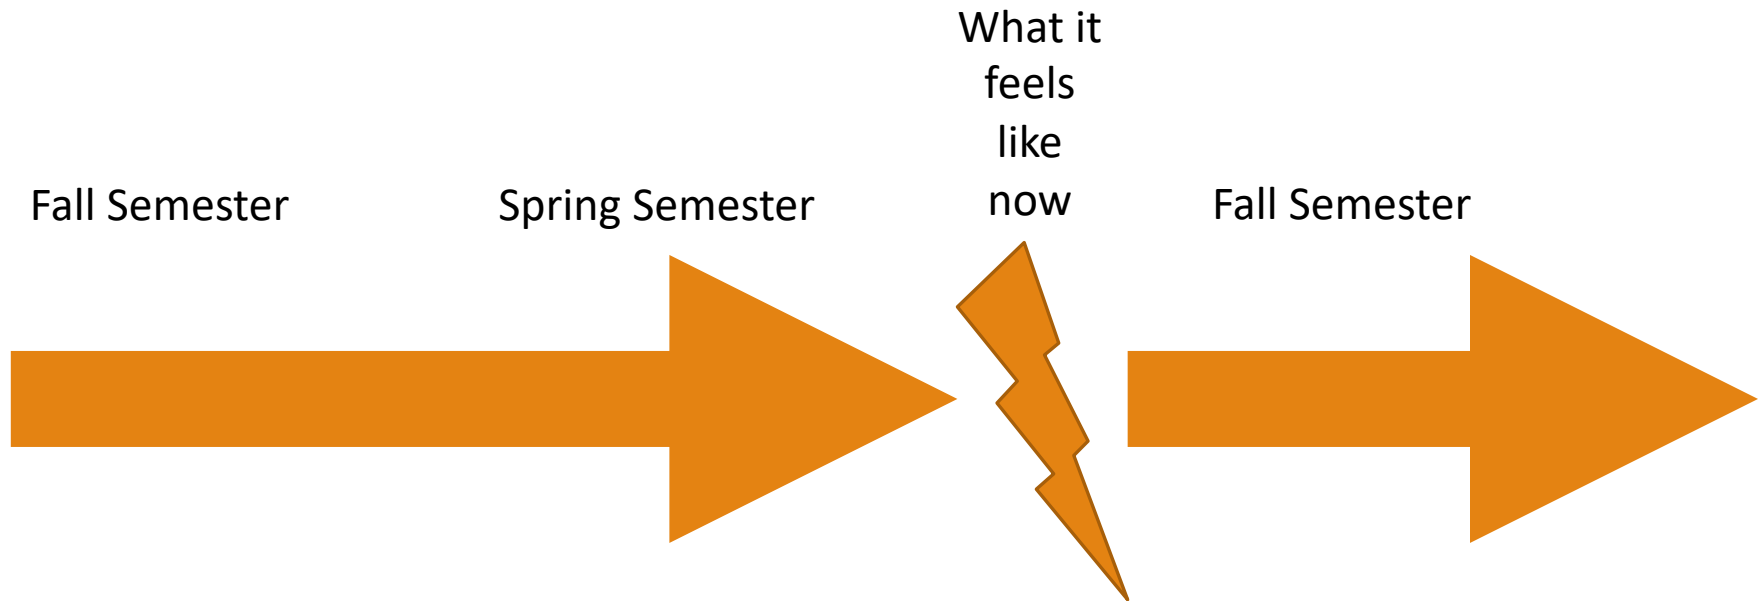 What it
feels
like
now
Fall Semester
Spring Semester
Fall Semester